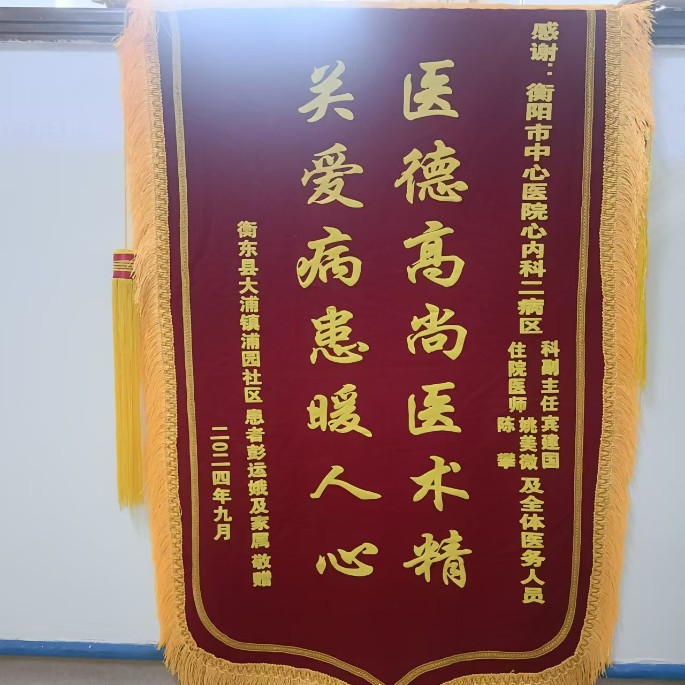 感谢：衡阳市中心医院心内科二病区
科副主任宾建国
姚美微
住院医师陈攀
及全体医务人员
医德高尚医术精
关爱病患暖人心
衡东县大浦镇浦园社区患者彭运娥及家属敬赠
二〇二四年九月